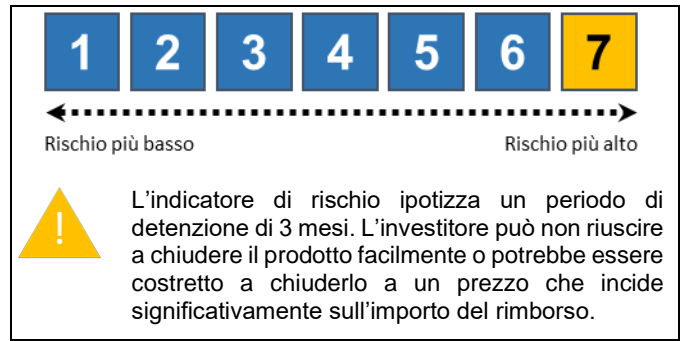 1 2 3 4 5 6 7
Rischio più basso Rischio più alto
!
L'indicatore di rischio ipotizza un periodo di
detenzione di 3 mesi. L'investitore può non riuscire
a chiudere il prodotto facilmente o potrebbe essere
costretto a chiuderlo a un prezzo che incide
significativamente sull'importo del rimborso.